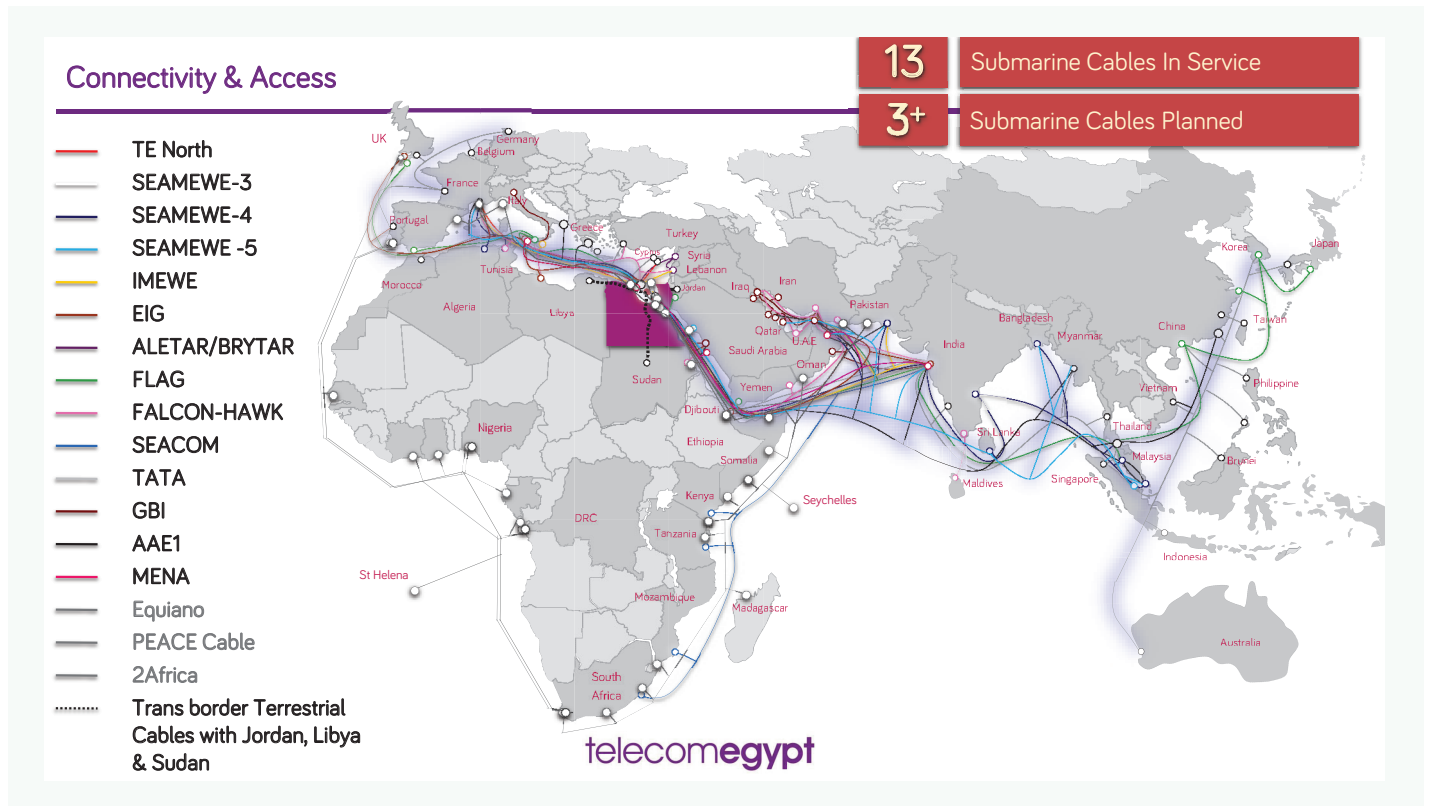 Connectivity & Access
13
Submarine Cables In Service
3+
Submarine Cables Planned
TE North
SEAMEWE-3
SEAMEWE-4
SEAMEWE -5
IMEWE
EIG
ALETAR/BRYTAR
FLAG
FALCON-HAWK
SEACOM
TATA
GBI
AAE1
MENA
Equiano
PEACE Cable
2Africa
Trans border Terrestrial
Cables with Jordan, Libya
& Sudan
UK
Germany
Belgium
France
Italy
Portugal
Greece
Turkey
Cyprus
Syria
Lebanon
Jordan
Tunisia
Morocco
Algeria
Libya
Iraq
Iran
Qatar
U.A.E
Pakistan
Saudi Arabia
Oman
Yemen
Sudan
Djibouti
Ethiopia
Somalia
Nigeria
Kenya
DRC
Tanzania
Seychelles
St Helena
Mozambique
Madagascar
South
Africa
India
Bangladesh
Myanmar
China
Korea
Japan
Taiwan
Vietnam
Philippine
Thailand
Sri Lanka
Maldives
Malaysia
Singapore
Brunei
Indonesia
Australia
telecomegypt